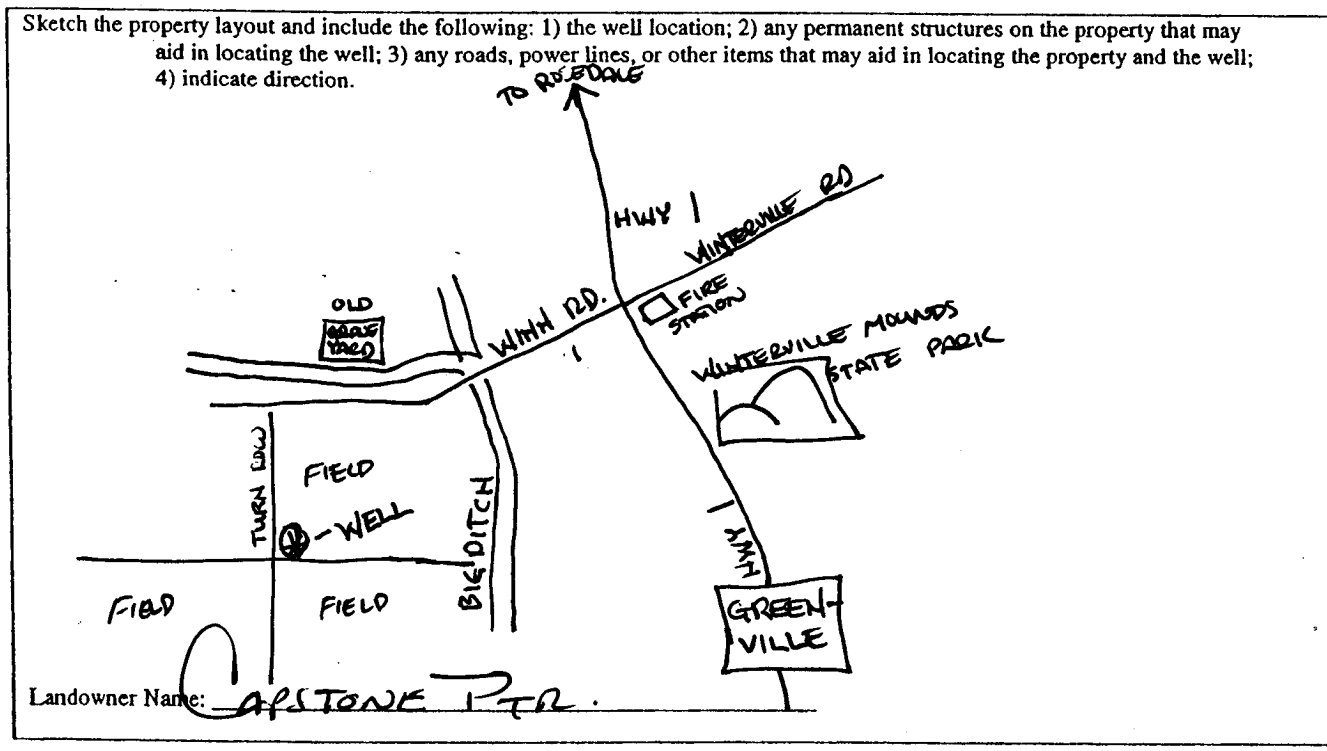 Sketch the property layout and include the following: 1) the well location; 2) any permanent structures on the property that may
aid in locating the well; 3) any roads, power lines, or other items that may aid in locating the property and the well;
4) indicate direction.
TO ROSEDALE
HWY 1
WINTERVILLE RD
FIRE
STATION
RD.
WINTERVILLE MOUNDS
STATE PARK
OLD
GRAVE
YARD
TURN ROW
FIELD
-WELL
BIG DITCH
HWY 1
FIELD
FIELD
GREEN-
VILLE
Landowner Name: CAPSTONE PTR.